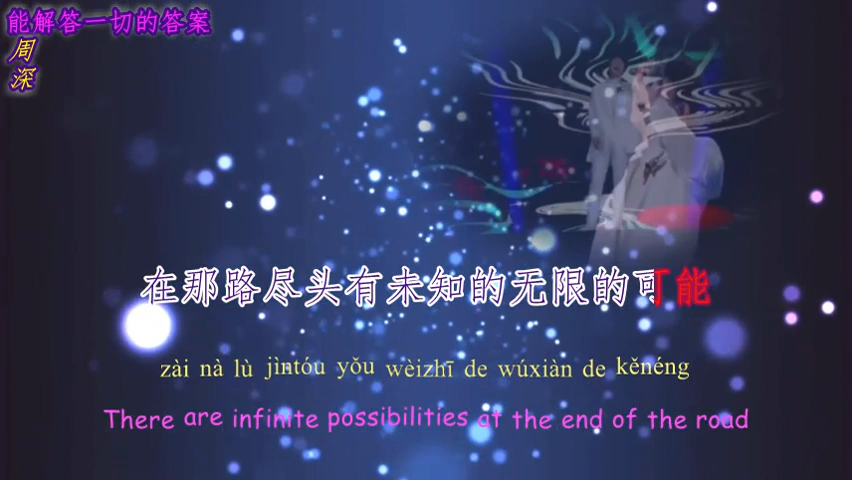 能解答一切的答案
周
深
在那路尽头有未知的无限的可能
zài nà lù jìntóu yǒu wèizhī de wúxiàn de kěnéng
There are infinite possibilities at the end of the road